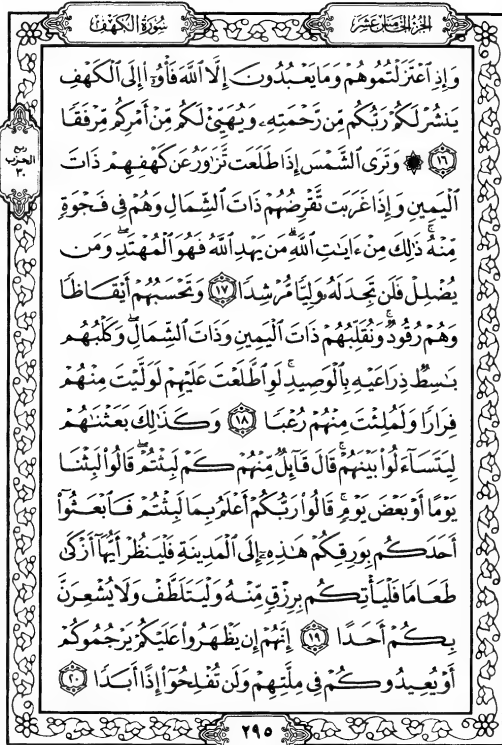 الجزء الخامس عشر
سورة الكهف
وَإِذِ ٱعْتَزَلْتُمُوهُمْ وَمَا يَعْبُدُونَ إِلَّا ٱللَّهَ فَأْوُۥٓا۟ إِلَى ٱلْكَهْفِ
يَنشُرْ لَكُمْ رَبُّكُم مِّن رَّحْمَتِهِۦ وَيُهَيِّئْ لَكُم مِّنْ أَمْرِكُم مِّرْفَقًا
١٦ ۞ وَتَرَى ٱلشَّمْسَ إِذَا طَلَعَت تَّزَٰوَرُ عَن كَهْفِهِمْ ذَاتَ
ٱلْيَمِينِ وَإِذَا غَرَبَت تَّقْرِضُهُمْ ذَاتَ ٱلشِّمَالِ وَهُمْ فِى فَجْوَةٍ
مِّنْهُ ۚ ذَٰلِكَ مِنْ ءَايَٰتِ ٱللَّهِ ۗ مَن يَهْدِ ٱللَّهُ فَهُوَ ٱلْمُهْتَدِ ۖ وَمَن
يُضْلِلْ فَلَن تَجِدَ لَهُۥ وَلِيًّا مُّرْشِدًا ١٧ وَتَحْسَبُهُمْ أَيْقَاظًا
وَهُمْ رُقُودٌ ۚ وَنُقَلِّبُهُمْ ذَاتَ ٱلْيَمِينِ وَذَاتَ ٱلشِّمَالِ ۖ وَكَلْبُهُم
بَٰسِطٌ ذِرَاعَيْهِ بِٱلْوَصِيدِ ۚ لَوِ ٱطَّلَعْتَ عَلَيْهِمْ لَوَلَّيْتَ مِنْهُمْ
فِرَارًا وَلَمُلِئْتَ مِنْهُمْ رُعْبًا ١٨ وَكَذَٰلِكَ بَعَثْنَٰهُمْ
لِيَتَسَآءَلُوا۟ بَيْنَهُمْ ۚ قَالَ قَآئِلٌ مِّنْهُمْ كَمْ لَبِثْتُمْ ۖ قَالُوا۟ لَبِثْنَا
يَوْمًا أَوْ بَعْضَ يَوْمٍ ۚ قَالُوا۟ رَبُّكُمْ أَعْلَمُ بِمَا لَبِثْتُمْ فَٱبْعَثُوٓا۟
أَحَدَكُم بِوَرِقِكُمْ هَٰذِهِۦٓ إِلَى ٱلْمَدِينَةِ فَلْيَنظُرْ أَيُّهَآ أَزْكَىٰ
طَعَامًا فَلْيَأْتِكُم بِرِزْقٍ مِّنْهُ وَلْيَتَلَطَّفْ وَلَا يُشْعِرَنَّ
بِكُمْ أَحَدًا ١٩ إِنَّهُمْ إِن يَظْهَرُوا۟ عَلَيْكُمْ يَرْجُمُوكُمْ
أَوْ يُعِيدُوكُمْ فِى مِلَّتِهِمْ وَلَن تُفْلِحُوٓا۟ إِذًا أَبَدًا ٢٠
ربع
الحزب
٣٠
٢٩٥